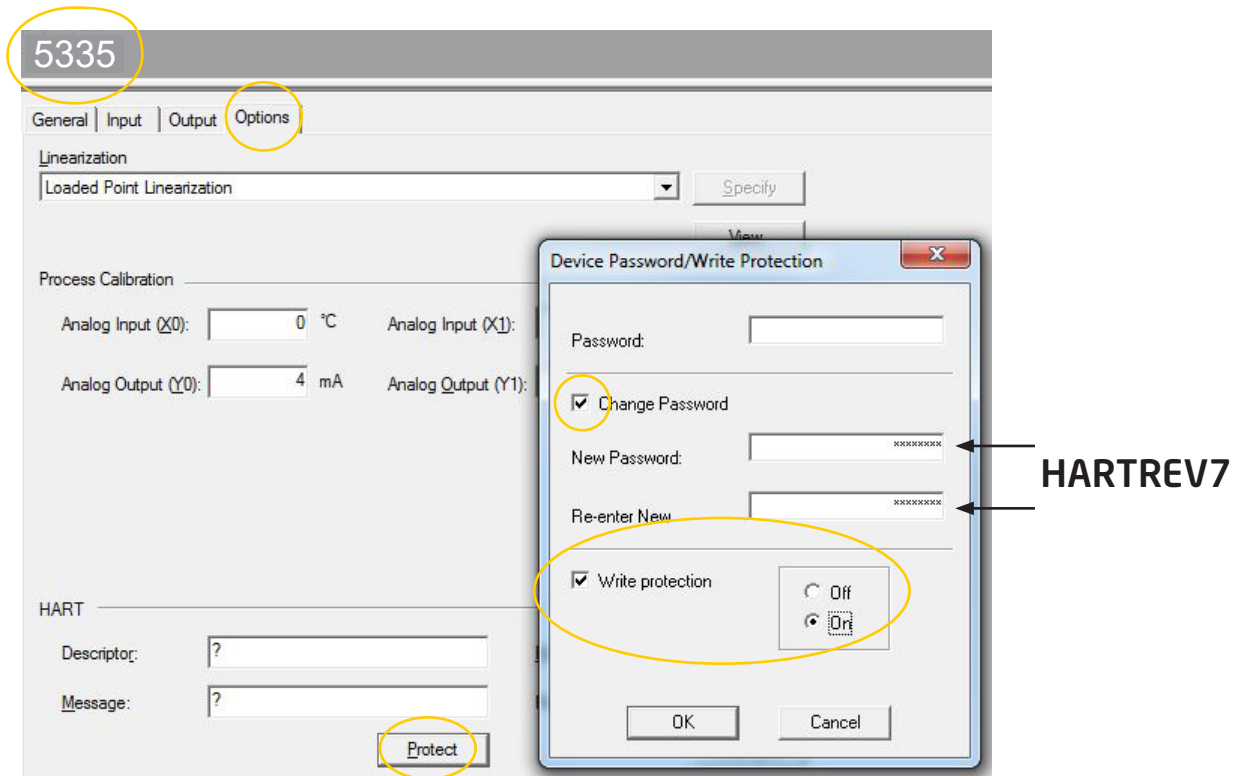 5335
General Input Output Options
Linearization
Loaded Point Linearization
Specify
View
Process Calibration
Analog Input (X0): 0 °C Analog Input (X1):
Analog Output (Y0): 4 mA Analog Output (Y1):
HART
Descriptor: ?
Message: ?
Protect
Device Password/Write Protection
Password:
Change Password
New Password: ********
Re-enter New ********
Write protection
Off
On
OK Cancel
HARTREV7